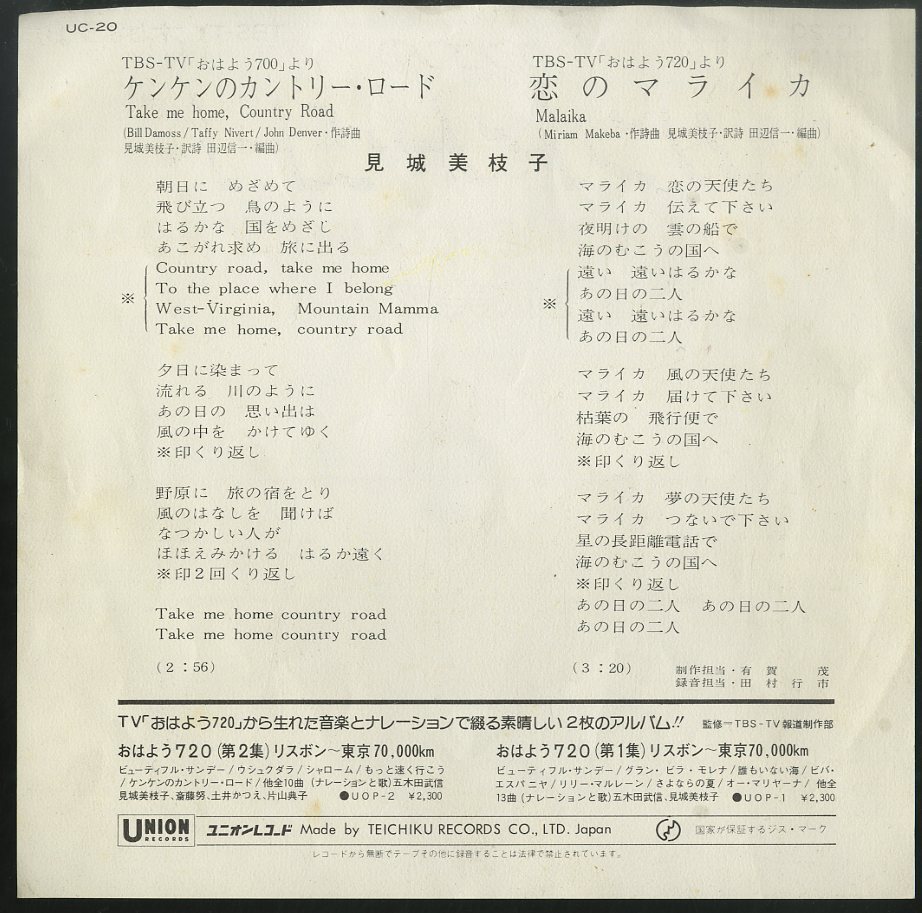 UC-20
TBS-TV「おはよう700」より
ケンケンのカントリー・ロード
Take me home, Country Road
(Bill Damoss / Taffy Nivert / John Denver・作詩曲
見城美枝子・訳詩 田辺信一・編曲)
TBS-TV「おはよう720」より
恋のマライカ
Malaika
(Miriam Makeba・作詩曲 見城美枝子・訳詩 田辺信一・編曲)
見城美枝子
朝日に めざめて
飛び立つ 鳥のように
はるかな 国をめざし
あこがれ求め 旅に出る
※
Country road, take me home
To the place where I belong
West-Virginia, Mountain Mamma
Take me home, country road
夕日に染まって
流れる 川のように
あの日の 思い出は
風の中を かけてゆく
※印くり返し
野原に 旅の宿をとり
風のはなしを 聞けば
なつかしい人が
ほほえみかける はるか遠く
※印2回くり返し
Take me home country road
Take me home country road
(2:56)
マライカ 恋の天使たち
マライカ 伝えて下さい
夜明けの 雲の船で
海のむこうの国へ
※
遠い 遠いはるかな
あの日の二人
遠い 遠いはるかな
あの日の二人
マライカ 風の天使たち
マライカ 届けて下さい
枯葉の 飛行便で
海のむこうの国へ
※印くり返し
マライカ 夢の天使たち
マライカ つないで下さい
星の長距離電話で
海のむこうの国へ
※印くり返し
あの日の二人 あの日の二人
あの日の二人
(3:20)
制作担当・有賀 茂
録音担当・田村行市
TV「おはよう720」から生れた音楽とナレーションで綴る素晴しい2枚のアルバム!! 監修=TBS-TV報道制作部
おはよう720(第2集)リスボン〜東京70,000km
ビューティフル・サンデー/ウシュクダラ/シャローム/もっと速く行こう
/ケンケンのカントリー・ロード/他全10曲 (ナレーションと歌)五木田武信
見城美枝子、斎藤努、土井かつえ、片山典子 ●UOP-2 ¥2,300
おはよう720(第1集)リスボン〜東京70,000km
ビューティフル・サンデー/グラン・ビラ・モレナ/誰もいない海/ビバ・
エスパニヤ/リリー・マルレーン/さよならの夏/オー・マリヤーナ/他全
13曲(ナレーションと歌)五木田武信、見城美枝子 ●UOP-1 ¥2,300
UNION
RECORDS
ユニオンレコード Made by TEICHIKU RECORDS CO., LTD. Japan
国家が保証するジス・マーク
レコードから無断でテープその他に録音することは法律で禁止されています。